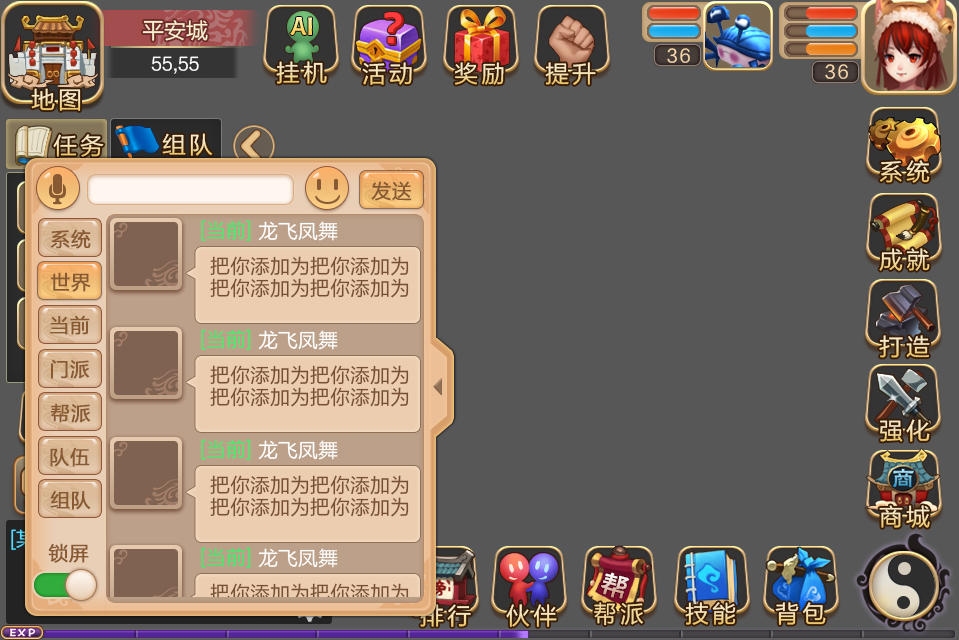 平安城
55,55
地图
AI
挂机
?
活动
奖励
提升
36
36
任务
组队
发送
系统
世界
当前
门派
帮派
队伍
组队
锁屏
[当前] 龙飞凤舞
把你添加为把你添加为
把你添加为把你添加为
[当前] 龙飞凤舞
把你添加为把你添加为
把你添加为把你添加为
[当前] 龙飞凤舞
把你添加为把你添加为
把你添加为把你添加为
[当前] 龙飞凤舞
把你添加为把你添加为
系统
成就
打造
强化
商
商城
排行
伙伴
帮
帮派
技能
背包
EXP